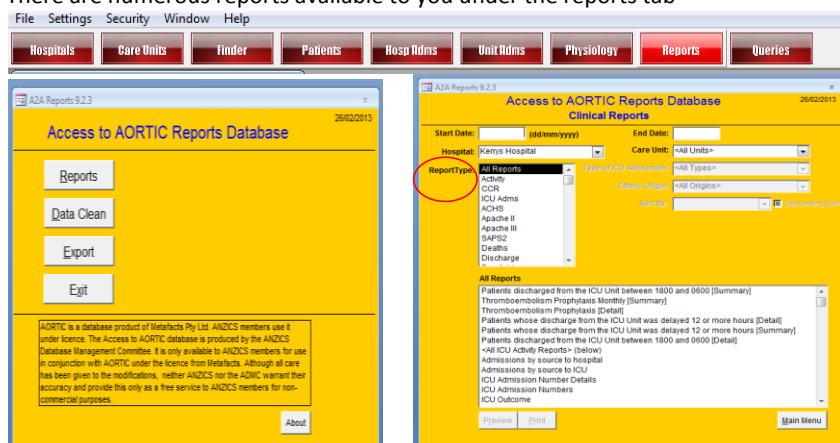 There are numerous reports available to you under the reports tab
File Settings Security Window Help
Hospitals Care Units Finder Patients Hosp Adms Unit Adms Physiology Reports Queries
A2A Reports 9.2.3
26/02/2013
Access to AORTIC Reports Database
Reports
Data Clean
Export
Exit
AORTIC is a database product of Metafacts Pty Ltd. ANZICS members use it
under licence. The Access to AORTIC database is produced by the ANZICS
Database Management Committee. It is only available to ANZICS members for use
in conjunction with AORTIC under the licence from Metafacts. Although all care
has been given to the modifications, neither ANZICS nor the ADMC warrant their
accuracy and provide this only as a free service to ANZICS members for non-
commercial purposes.
About
A2A Reports 9.2.3
Access to AORTIC Reports Database 26/02/2013
Clinical Reports
Start Date: (dd/mm/yyyy) End Date:
Hospital: Kerrys Hospital Care Unit: <All Units>
ReportType: All Reports Type of ICU Admission: <All Types>
Activity
CCR Ethnic Origin: <All Origins>
ICU Adms
ACHS Sort by:
Apache II
Apache III
SAPS2
Deaths
Discharge
All Reports
Patients discharged from the ICU Unit between 1800 and 0600 [Summary]
Thromboembolism Prophylaxis Monthly [Summary]
Thromboembolism Prophylaxis [Detail]
Patients whose discharge from the ICU Unit was delayed 12 or more hours [Detail]
Patients whose discharge from the ICU Unit was delayed 12 or more hours [Summary]
Patients discharged from the ICU Unit between 1800 and 0600 [Detail]
<All ICU Activity Reports> (below)
Admissions by source to hospital
Admissions by source to ICU
ICU Admission Number Details
ICU Admission Numbers
ICU Outcome
Preview Print Main Menu